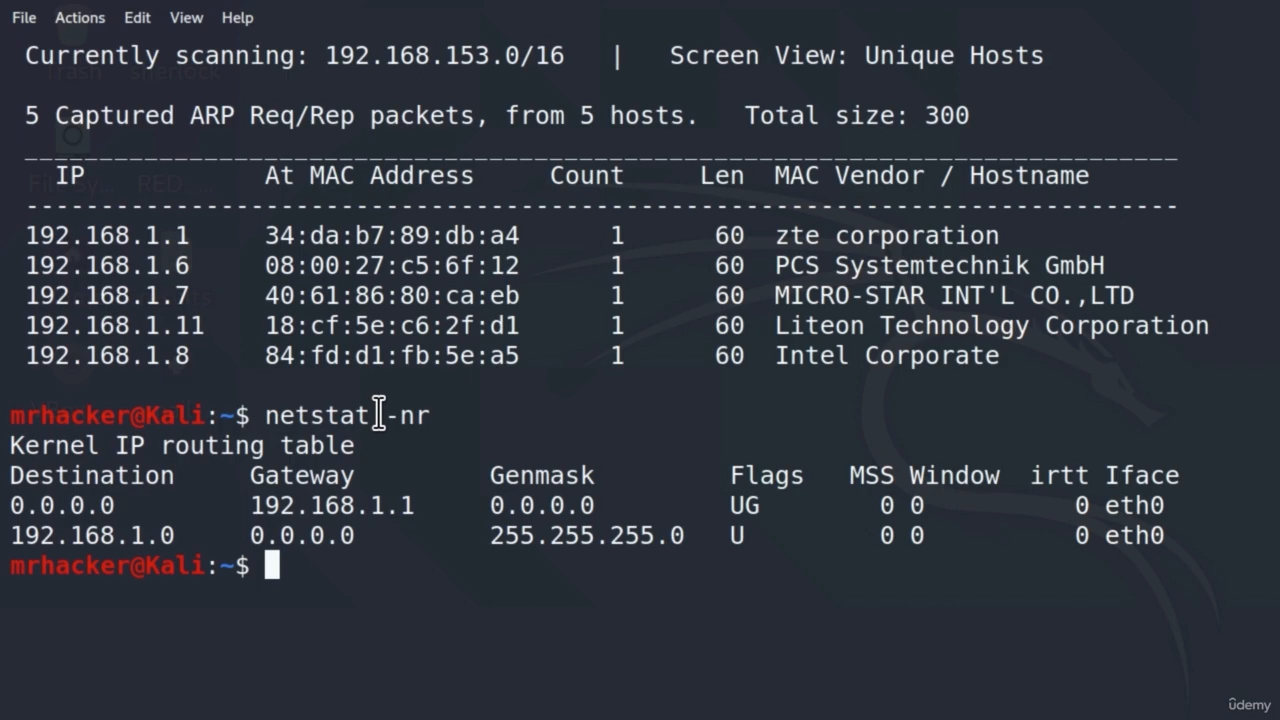 File Actions Edit View Help
Currently scanning: 192.168.153.0/16 | Screen View: Unique Hosts
5 Captured ARP Req/Rep packets, from 5 hosts. Total size: 300
_____________________________________________________________________________
IP At MAC Address Count Len MAC Vendor / Hostname
-----------------------------------------------------------------------------
192.168.1.1 34:da:b7:89:db:a4 1 60 zte corporation
192.168.1.6 08:00:27:c5:6f:12 1 60 PCS Systemtechnik GmbH
192.168.1.7 40:61:86:80:ca:eb 1 60 MICRO-STAR INT'L CO.,LTD
192.168.1.11 18:cf:5e:c6:2f:d1 1 60 Liteon Technology Corporation
192.168.1.8 84:fd:d1:fb:5e:a5 1 60 Intel Corporate
mrhacker@Kali:~$ netstat -nr
Kernel IP routing table
Destination Gateway Genmask Flags MSS Window irtt Iface
0.0.0.0 192.168.1.1 0.0.0.0 UG 0 0 0 eth0
192.168.1.0 0.0.0.0 255.255.255.0 U 0 0 0 eth0
mrhacker@Kali:~$
ûdemy